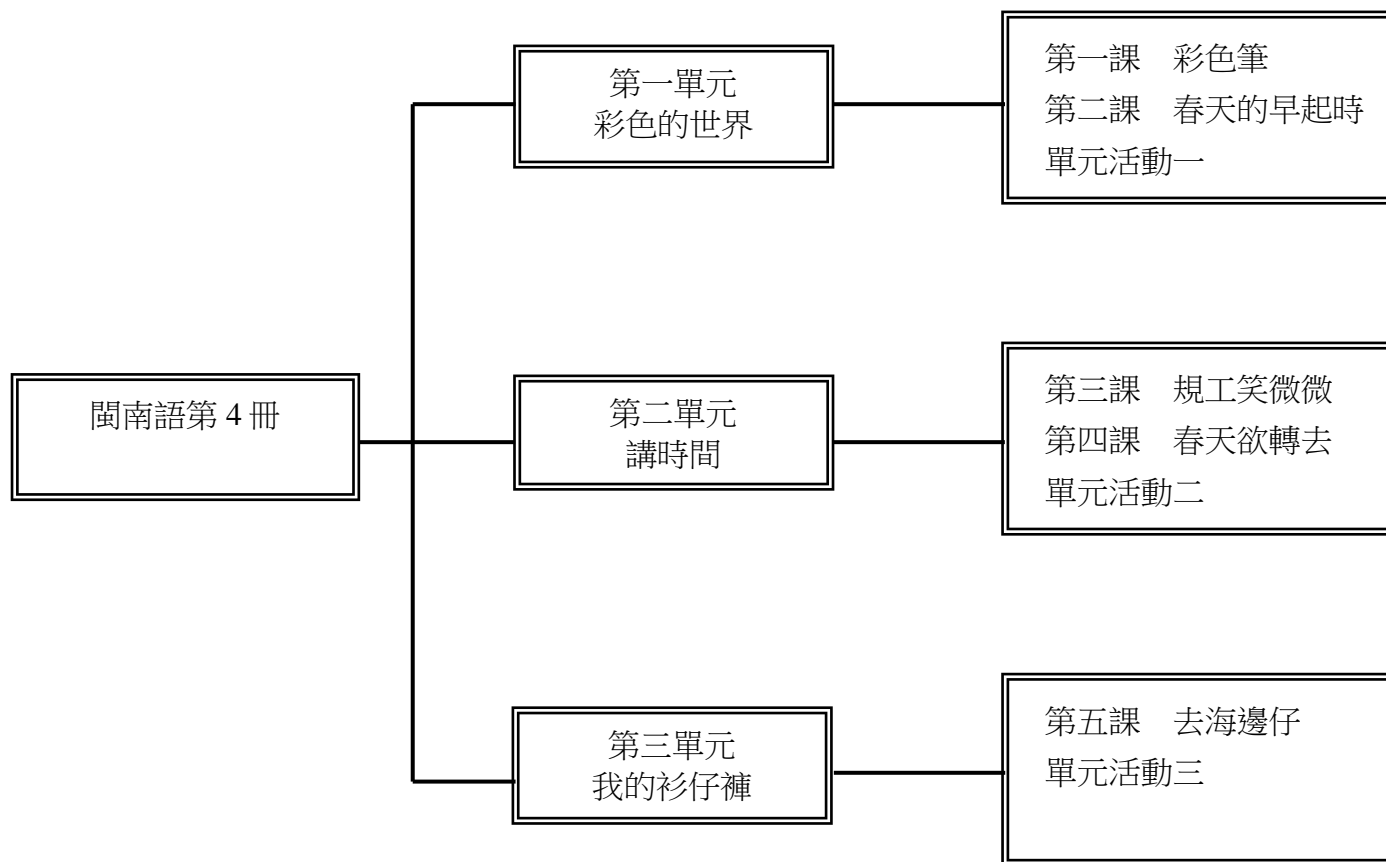 閩南語第 4 冊
第一單元
彩色的世界
第一課　彩色筆
第二課　春天的早起時
單元活動一
第二單元
講時間
第三課　規工笑微微
第四課　春天欲轉去
單元活動二
第三單元
我的衫仔褲
第五課　去海邊仔
單元活動三